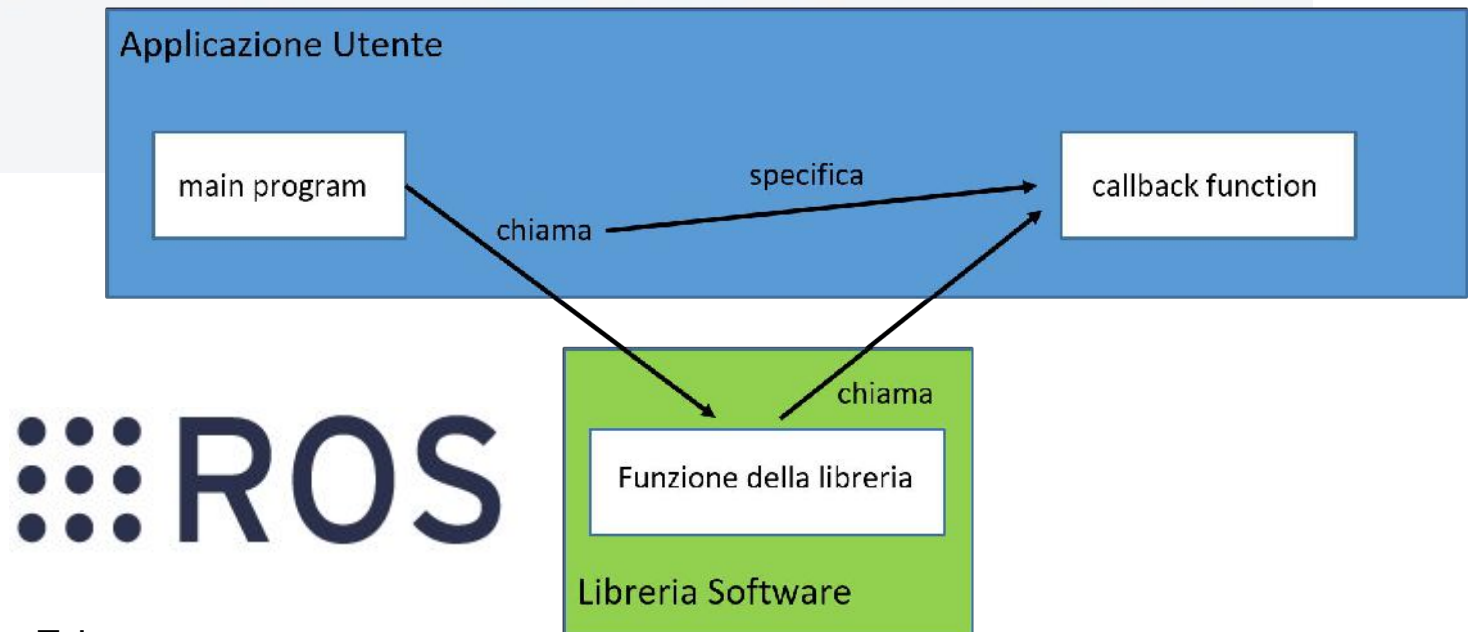 Applicazione Utente
main program
specifica
callback function
chiama
chiama
ROS
Funzione della libreria
Libreria Software